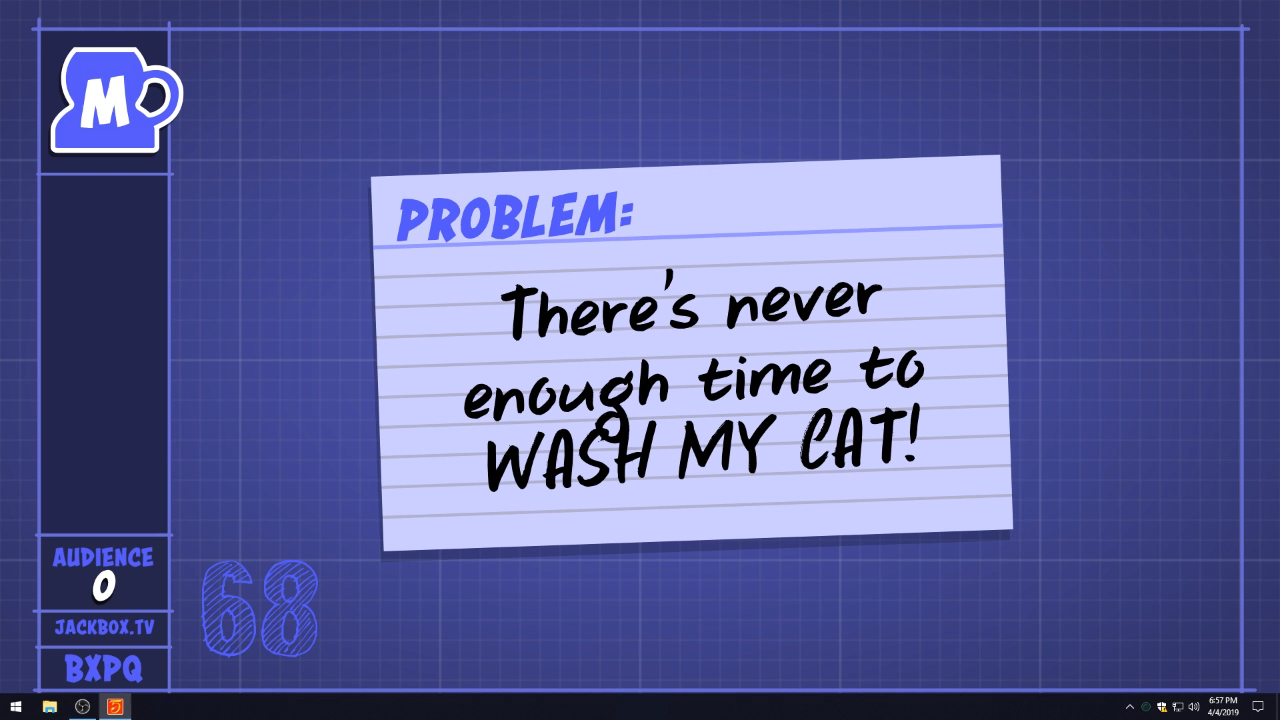 M
PROBLEM:
There's never
enough time to
WASH MY CAT!
AUDIENCE
0
JACKBOX.TV
BXPQ
68
6:57 PM
4/4/2019